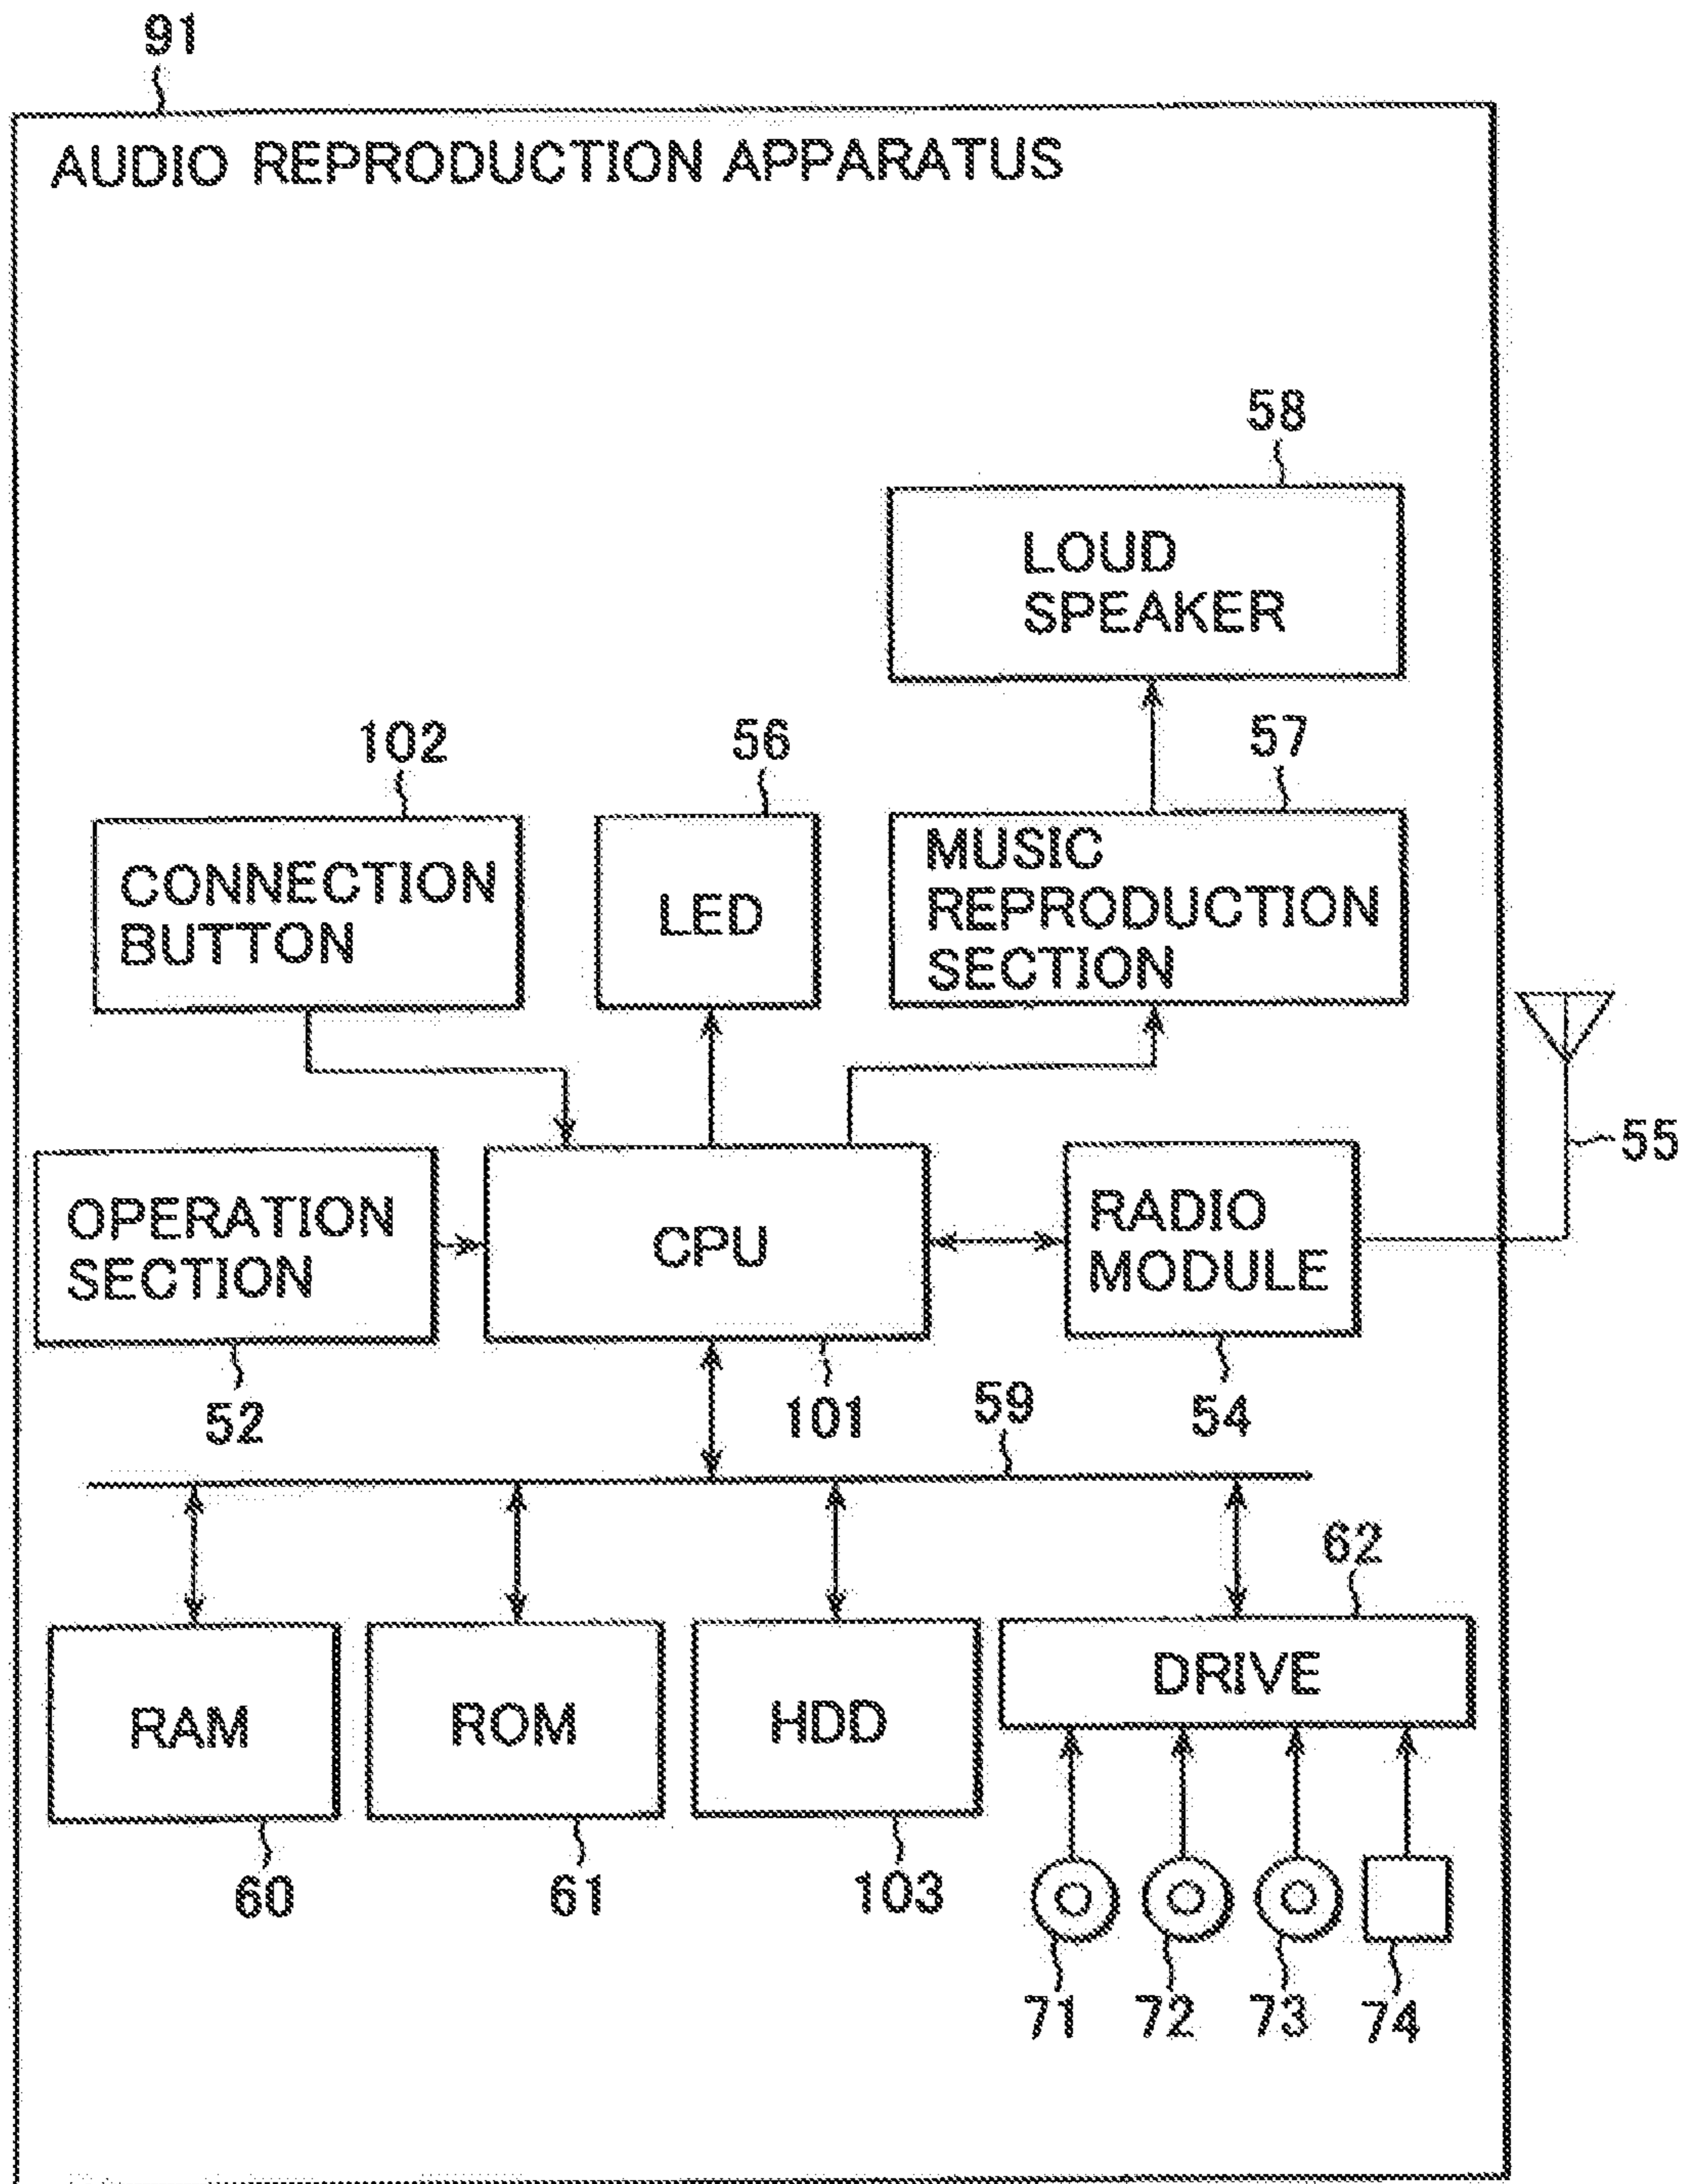 91
AUDIO REPRODUCTION APPARATUS
58
LOUD
SPEAKER
102
56
57
CONNECTION
BUTTON
LED
MUSIC
REPRODUCTION
SECTION
55
OPERATION
SECTION
CPU
RADIO
MODULE
52
101
59
54
62
RAM
ROM
HDD
DRIVE
60
61
103
71
72
73
74